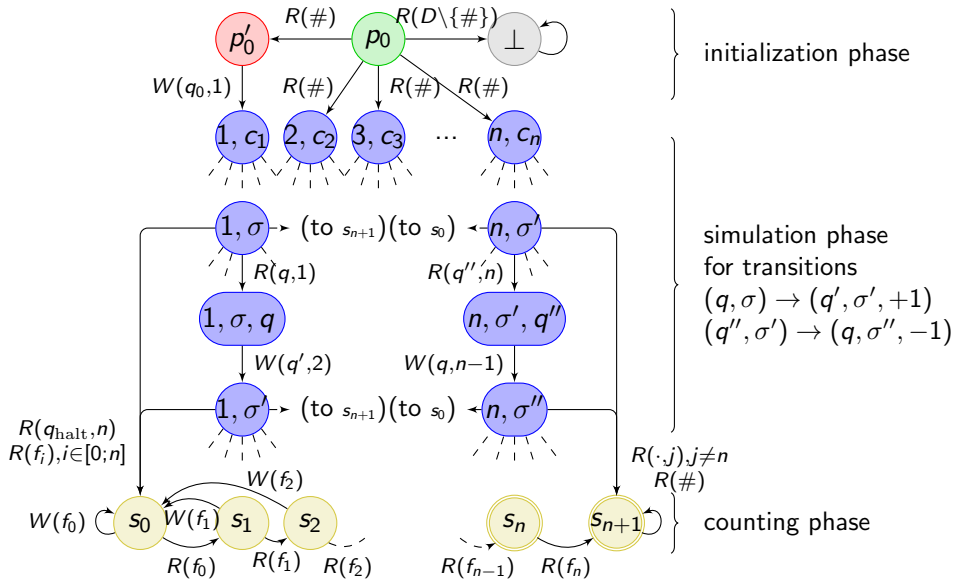 R(#) R(D\{#})
p′₀ p₀ ⊥ initialization phase
W(q₀,1) R(#) R(#) R(#)
1, c₁ 2, c₂ 3, c₃ ... n, cₙ
1, σ (to sₙ₊₁)(to s₀) n, σ′ simulation phase
R(q,1) R(q″,n) for transitions
(q, σ) → (q′, σ′, +1)
1, σ, q n, σ′, q″ (q″, σ′) → (q, σ″, −1)
W(q′,2) W(q,n−1)
1, σ′ (to sₙ₊₁)(to s₀) n, σ″
R(q_halt,n) R(·,j),j≠n
R(fᵢ),i∈[0;n] R(#)
W(f₂)
W(f₀) s₀ W(f₁) s₁ s₂ sₙ sₙ₊₁ counting phase
R(f₀) R(f₁) R(f₂) R(fₙ₋₁) R(fₙ)